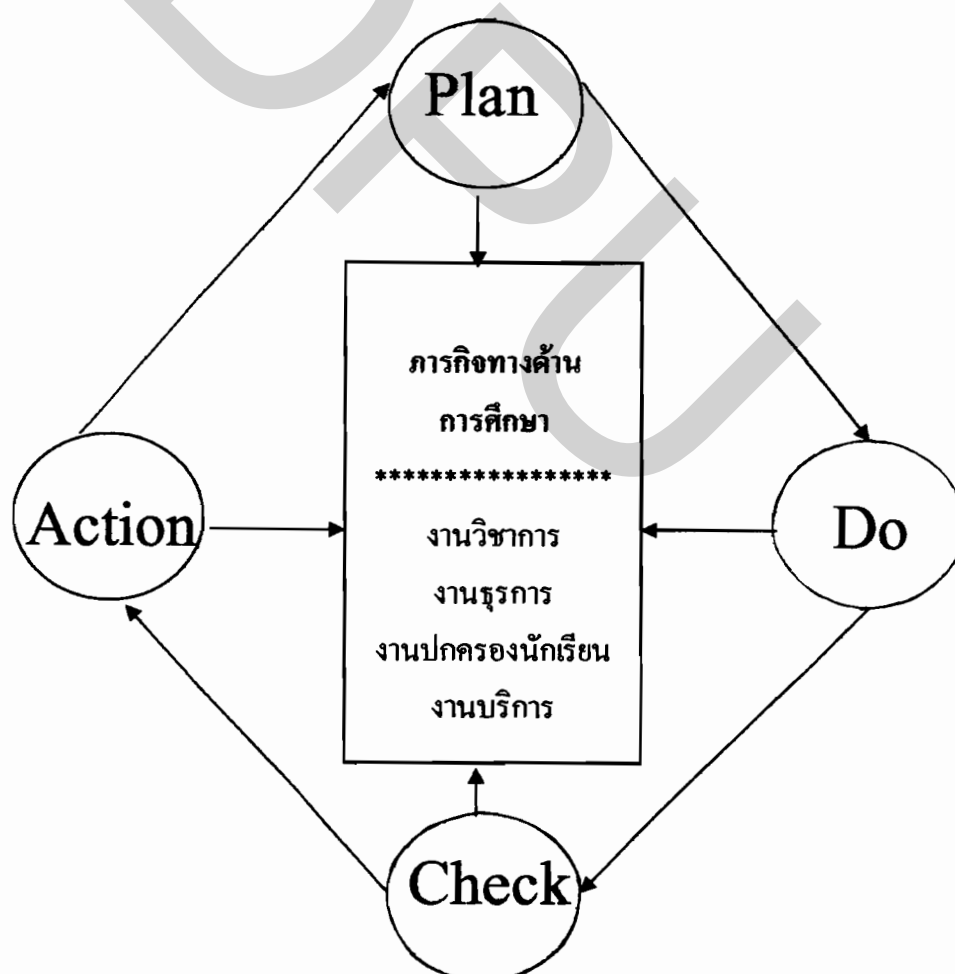 Plan
ภารกิจทางด้าน
การศึกษา
*****************
งานวิชาการ
งานธุรการ
งานปกครองนักเรียน
งานบริการ
Action
Do
Check
DPU